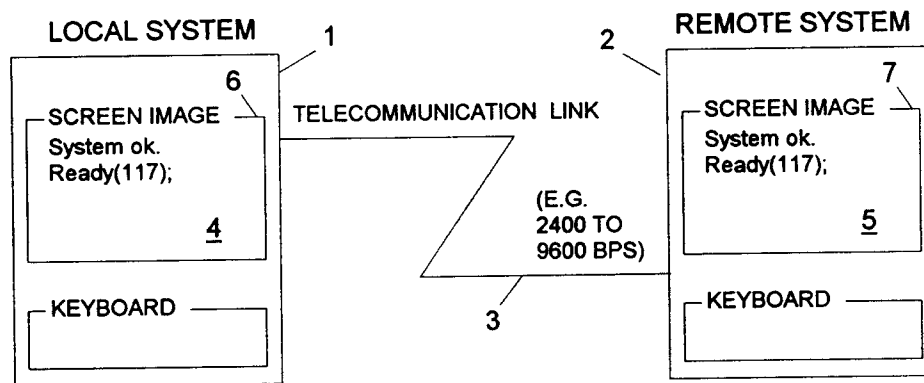 LOCAL SYSTEM
REMOTE SYSTEM
1
2
6
7
SCREEN IMAGE
System ok.
Ready(117);
4
TELECOMMUNICATION LINK
(E.G.
2400 TO
9600 BPS)
3
SCREEN IMAGE
System ok.
Ready(117);
5
KEYBOARD
KEYBOARD